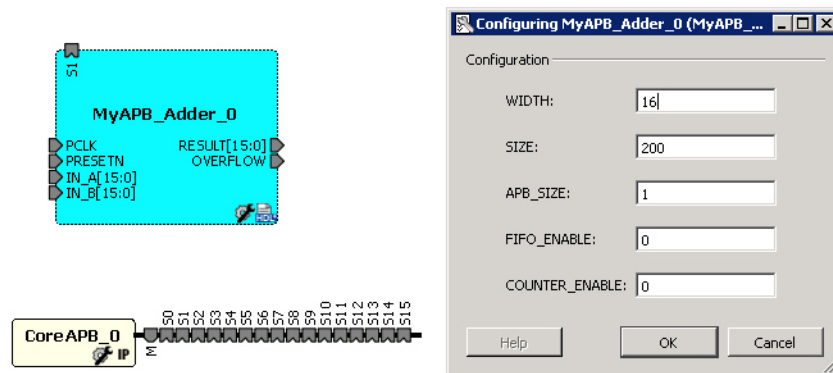 S1
MyAPB_Adder_0
PCLK RESULT[15:0]
PRESETN OVERFLOW
IN_A[15:0]
IN_B[15:0]
HDL
CoreAPB_0
IP
M S0 S1 S2 S3 S4 S5 S6 S7 S8 S9 S10 S11 S12 S13 S14 S15
Configuring MyAPB_Adder_0 (MyAPB_...
Configuration
WIDTH: 16
SIZE: 200
APB_SIZE: 1
FIFO_ENABLE: 0
COUNTER_ENABLE: 0
Help OK Cancel